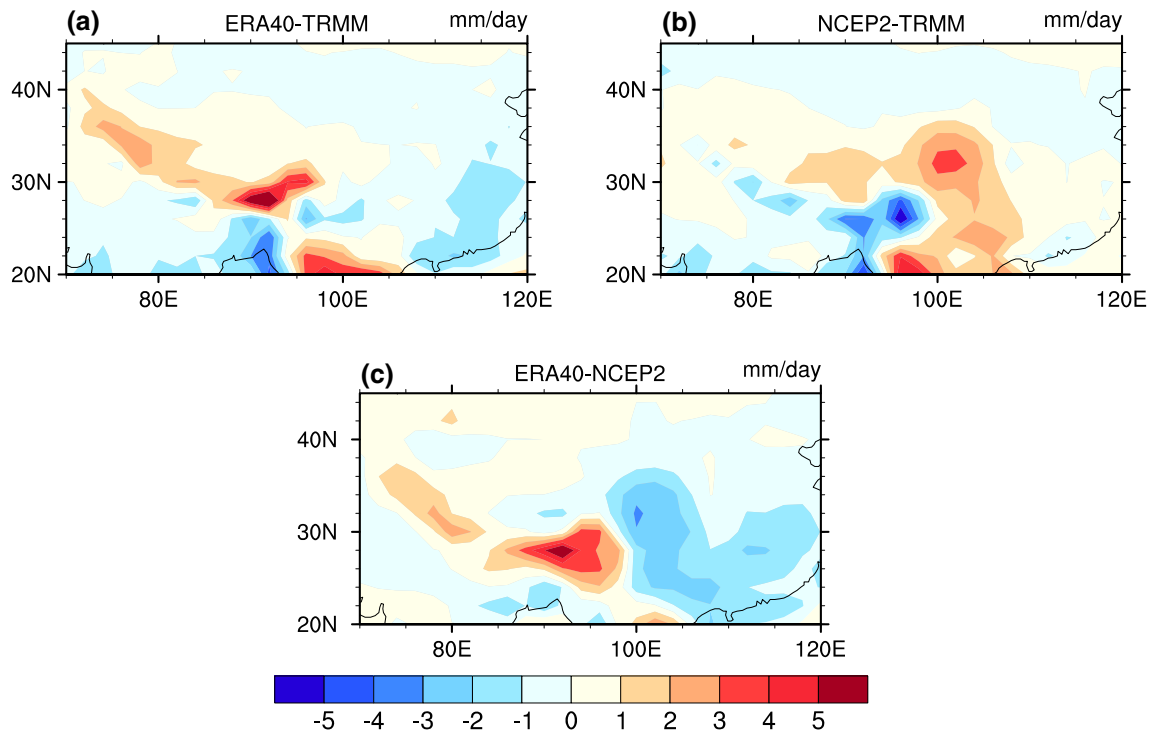 (a) ERA40-TRMM mm/day
40N
30N
20N
80E 100E 120E
(b) NCEP2-TRMM mm/day
40N
30N
20N
80E 100E 120E
(c) ERA40-NCEP2 mm/day
40N
30N
20N
80E 100E 120E
-5 -4 -3 -2 -1 0 1 2 3 4 5